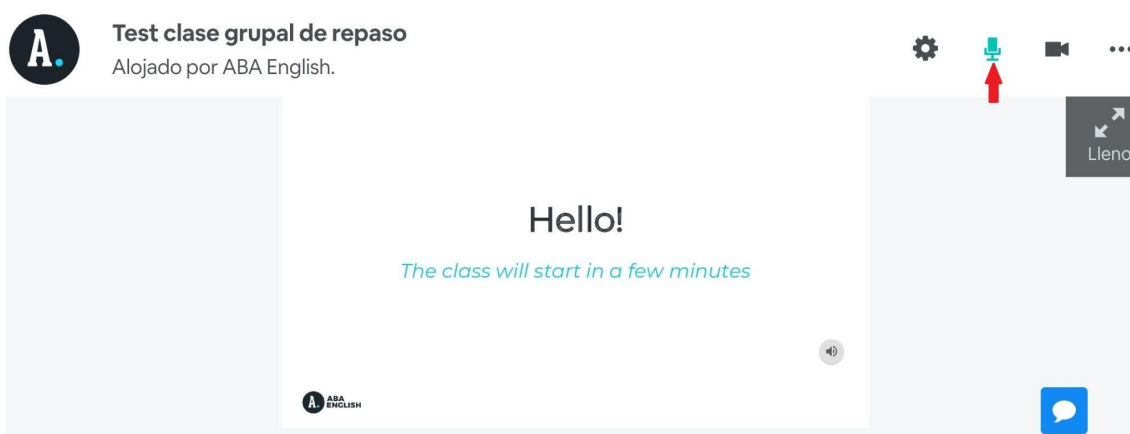 Test clase grupal de repaso
Alojado por ABA English.
Lleno
Hello!
The class will start in a few minutes
A. ABA
ENGLISH